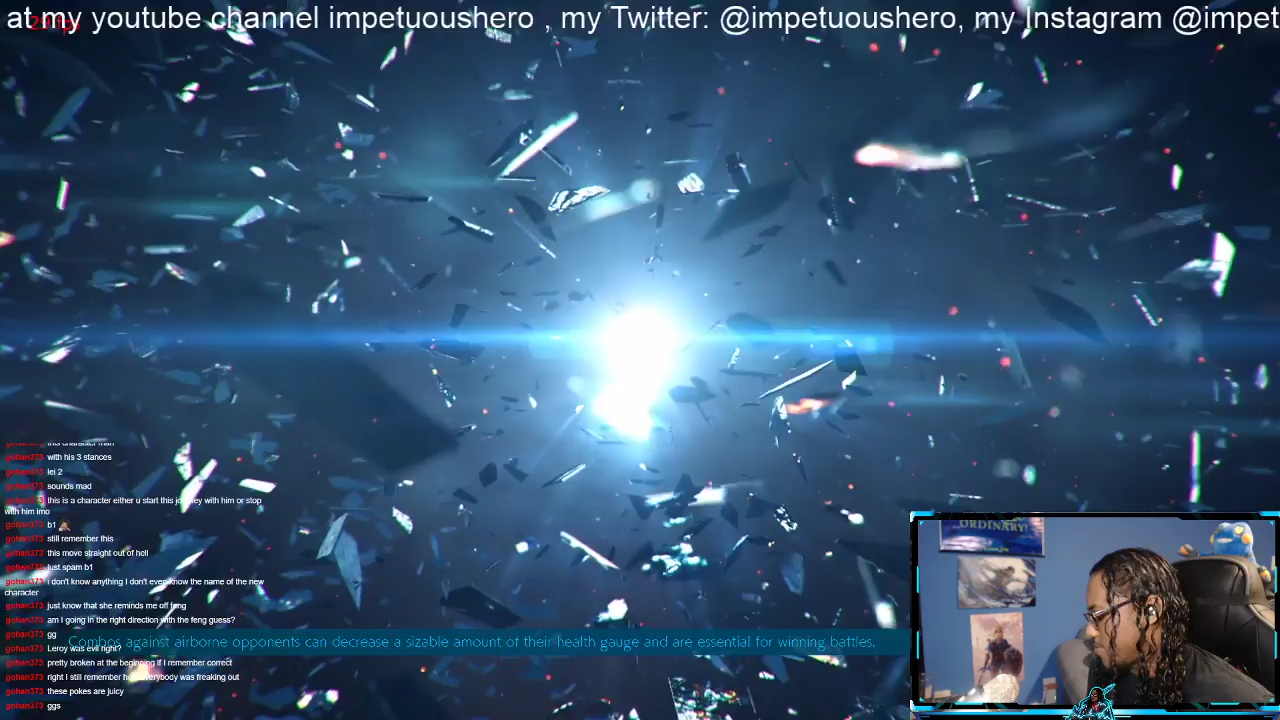 at my youtube channel impetuoushero , my Twitter: @impetuoushero, my Instagram @impet
gohan373 this character man
gohan373 with his 3 stances
gohan373 lei 2
gohan373 sounds mad
gohan373 this is a character either u start this journey with him or stop
with him imo
gohan373 b1
gohan373 still remember this
gohan373 this move straight out of hell
gohan373 just spam b1
gohan373 i don't know anything I don't even know the name of the new
character
gohan373 just know that she reminds me off feng
gohan373 am I going in the right direction with the feng guess?
gohan373 gg
Combos against airborne opponents can decrease a sizable amount of their health gauge and are essential for winning battles.
gohan373 Leroy was evil right?
gohan373 pretty broken at the beginning if I remember correct
gohan373 right I still remember how everybody was freaking out
gohan373 these pokes are juicy
gohan373 ggs
ORDINARY!